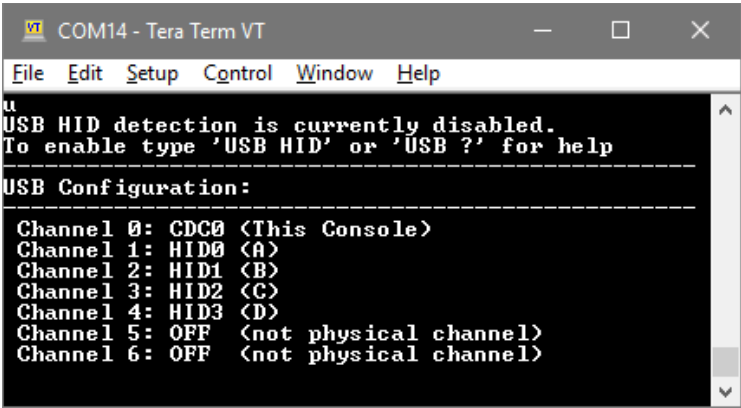 VT COM14 - Tera Term VT
File Edit Setup Control Window Help
u
USB HID detection is currently disabled.
To enable type 'USB HID' or 'USB ?' for help
------------------------------------------------------------
USB Configuration:
------------------------------------------------------------
Channel 0: CDC0 (This Console)
Channel 1: HID0 (A)
Channel 2: HID1 (B)
Channel 3: HID2 (C)
Channel 4: HID3 (D)
Channel 5: OFF (not physical channel)
Channel 6: OFF (not physical channel)